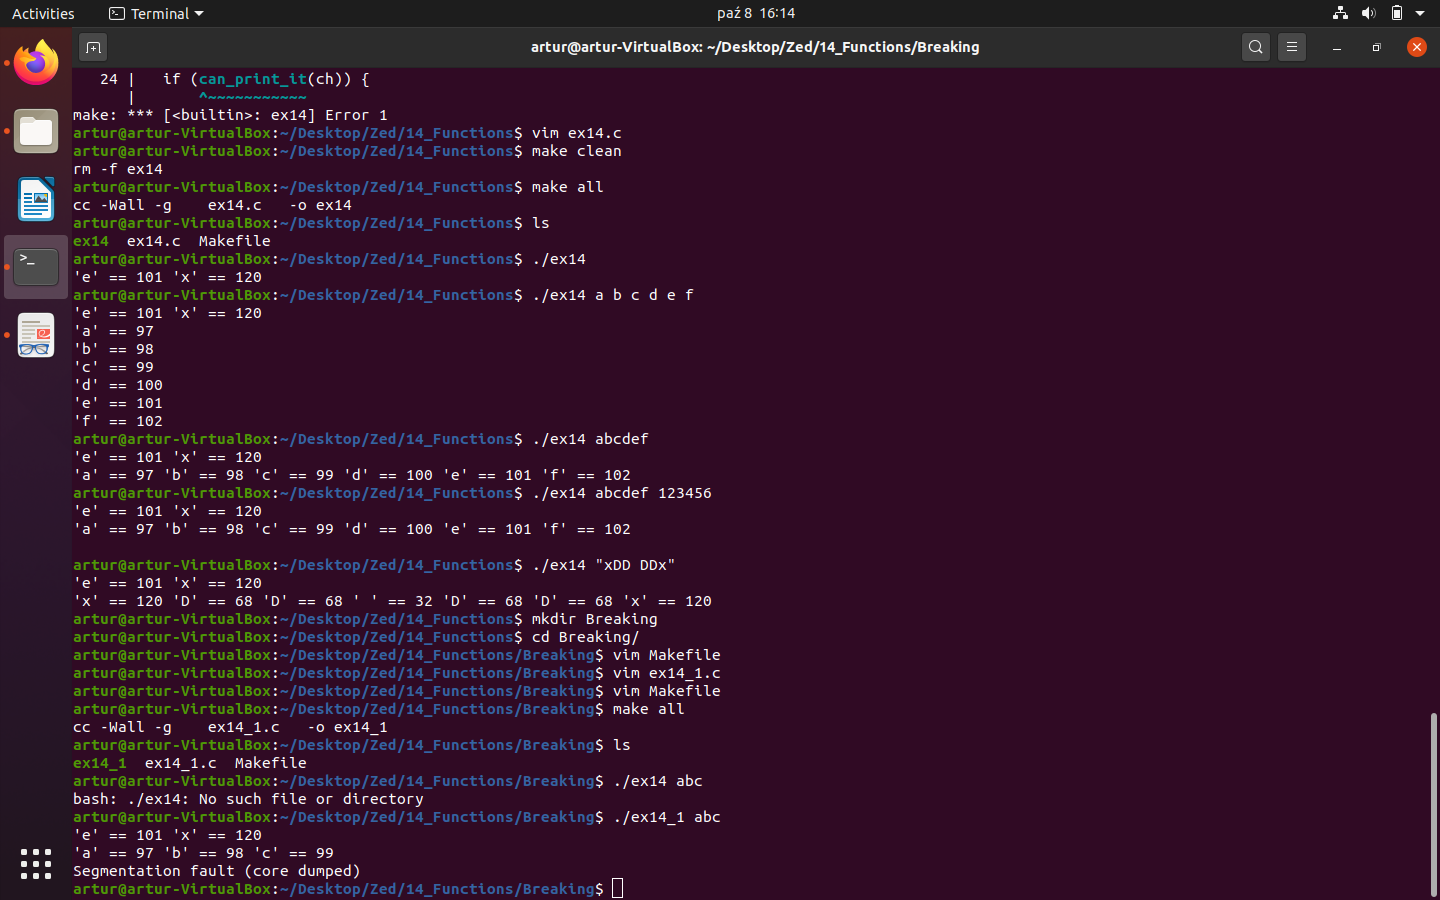 Activities
Terminal
paź 8 16:14
artur@artur-VirtualBox: ~/Desktop/Zed/14_Functions/Breaking
   24 |   if (can_print_it(ch)) {
      |       ^~~~~~~~~~~~
make: *** [<builtin>: ex14] Error 1
artur@artur-VirtualBox:~/Desktop/Zed/14_Functions$ vim ex14.c
artur@artur-VirtualBox:~/Desktop/Zed/14_Functions$ make clean
rm -f ex14
artur@artur-VirtualBox:~/Desktop/Zed/14_Functions$ make all
cc -Wall -g    ex14.c   -o ex14
artur@artur-VirtualBox:~/Desktop/Zed/14_Functions$ ls
ex14  ex14.c  Makefile
artur@artur-VirtualBox:~/Desktop/Zed/14_Functions$ ./ex14
'e' == 101 'x' == 120
artur@artur-VirtualBox:~/Desktop/Zed/14_Functions$ ./ex14 a b c d e f
'e' == 101 'x' == 120
'a' == 97
'b' == 98
'c' == 99
'd' == 100
'e' == 101
'f' == 102
artur@artur-VirtualBox:~/Desktop/Zed/14_Functions$ ./ex14 abcdef
'e' == 101 'x' == 120
'a' == 97 'b' == 98 'c' == 99 'd' == 100 'e' == 101 'f' == 102
artur@artur-VirtualBox:~/Desktop/Zed/14_Functions$ ./ex14 abcdef 123456
'e' == 101 'x' == 120
'a' == 97 'b' == 98 'c' == 99 'd' == 100 'e' == 101 'f' == 102

artur@artur-VirtualBox:~/Desktop/Zed/14_Functions$ ./ex14 "xDD DDx"
'e' == 101 'x' == 120
'x' == 120 'D' == 68 'D' == 68 ' ' == 32 'D' == 68 'D' == 68 'x' == 120
artur@artur-VirtualBox:~/Desktop/Zed/14_Functions$ mkdir Breaking
artur@artur-VirtualBox:~/Desktop/Zed/14_Functions$ cd Breaking/
artur@artur-VirtualBox:~/Desktop/Zed/14_Functions/Breaking$ vim Makefile
artur@artur-VirtualBox:~/Desktop/Zed/14_Functions/Breaking$ vim ex14_1.c
artur@artur-VirtualBox:~/Desktop/Zed/14_Functions/Breaking$ vim Makefile
artur@artur-VirtualBox:~/Desktop/Zed/14_Functions/Breaking$ make all
cc -Wall -g    ex14_1.c   -o ex14_1
artur@artur-VirtualBox:~/Desktop/Zed/14_Functions/Breaking$ ls
ex14_1  ex14_1.c  Makefile
artur@artur-VirtualBox:~/Desktop/Zed/14_Functions/Breaking$ ./ex14 abc
bash: ./ex14: No such file or directory
artur@artur-VirtualBox:~/Desktop/Zed/14_Functions/Breaking$ ./ex14_1 abc
'e' == 101 'x' == 120
'a' == 97 'b' == 98 'c' == 99
Segmentation fault (core dumped)
artur@artur-VirtualBox:~/Desktop/Zed/14_Functions/Breaking$